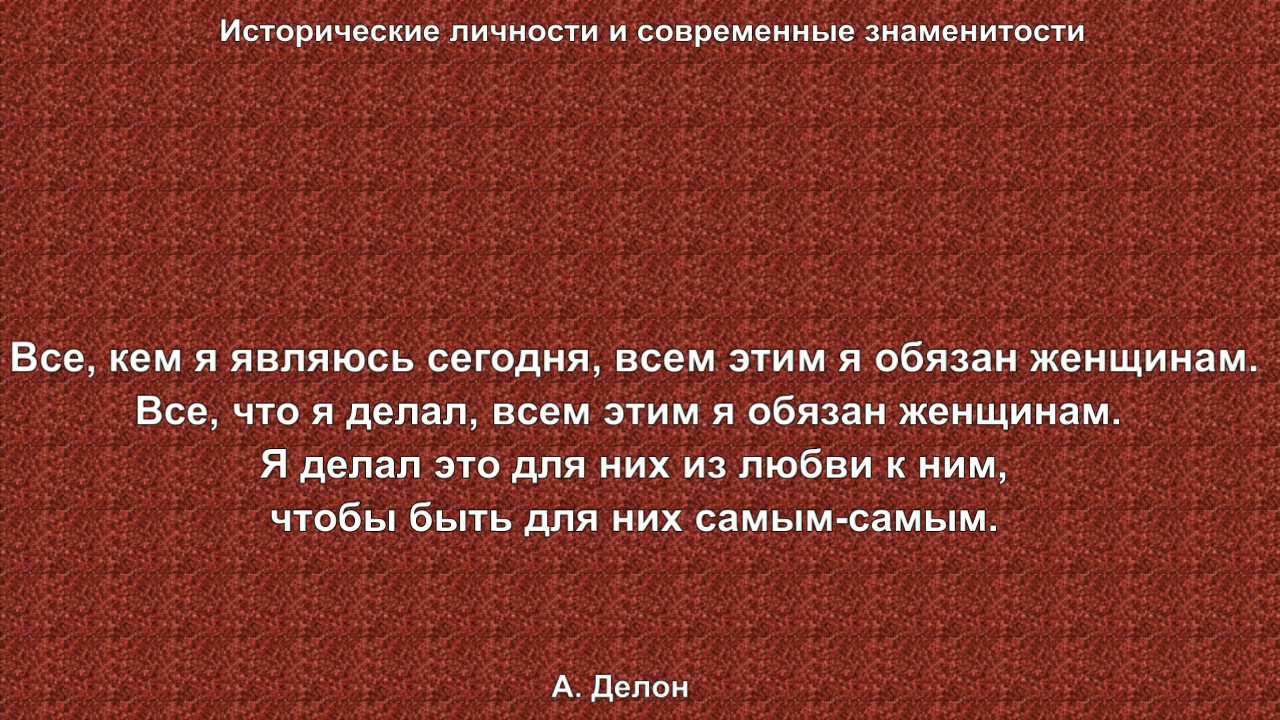 Исторические личности и современные знаменитости
Все, кем я являюсь сегодня, всем этим я обязан женщинам.
Все, что я делал, всем этим я обязан женщинам.
Я делал это для них из любви к ним,
чтобы быть для них самым-самым.
А. Делон